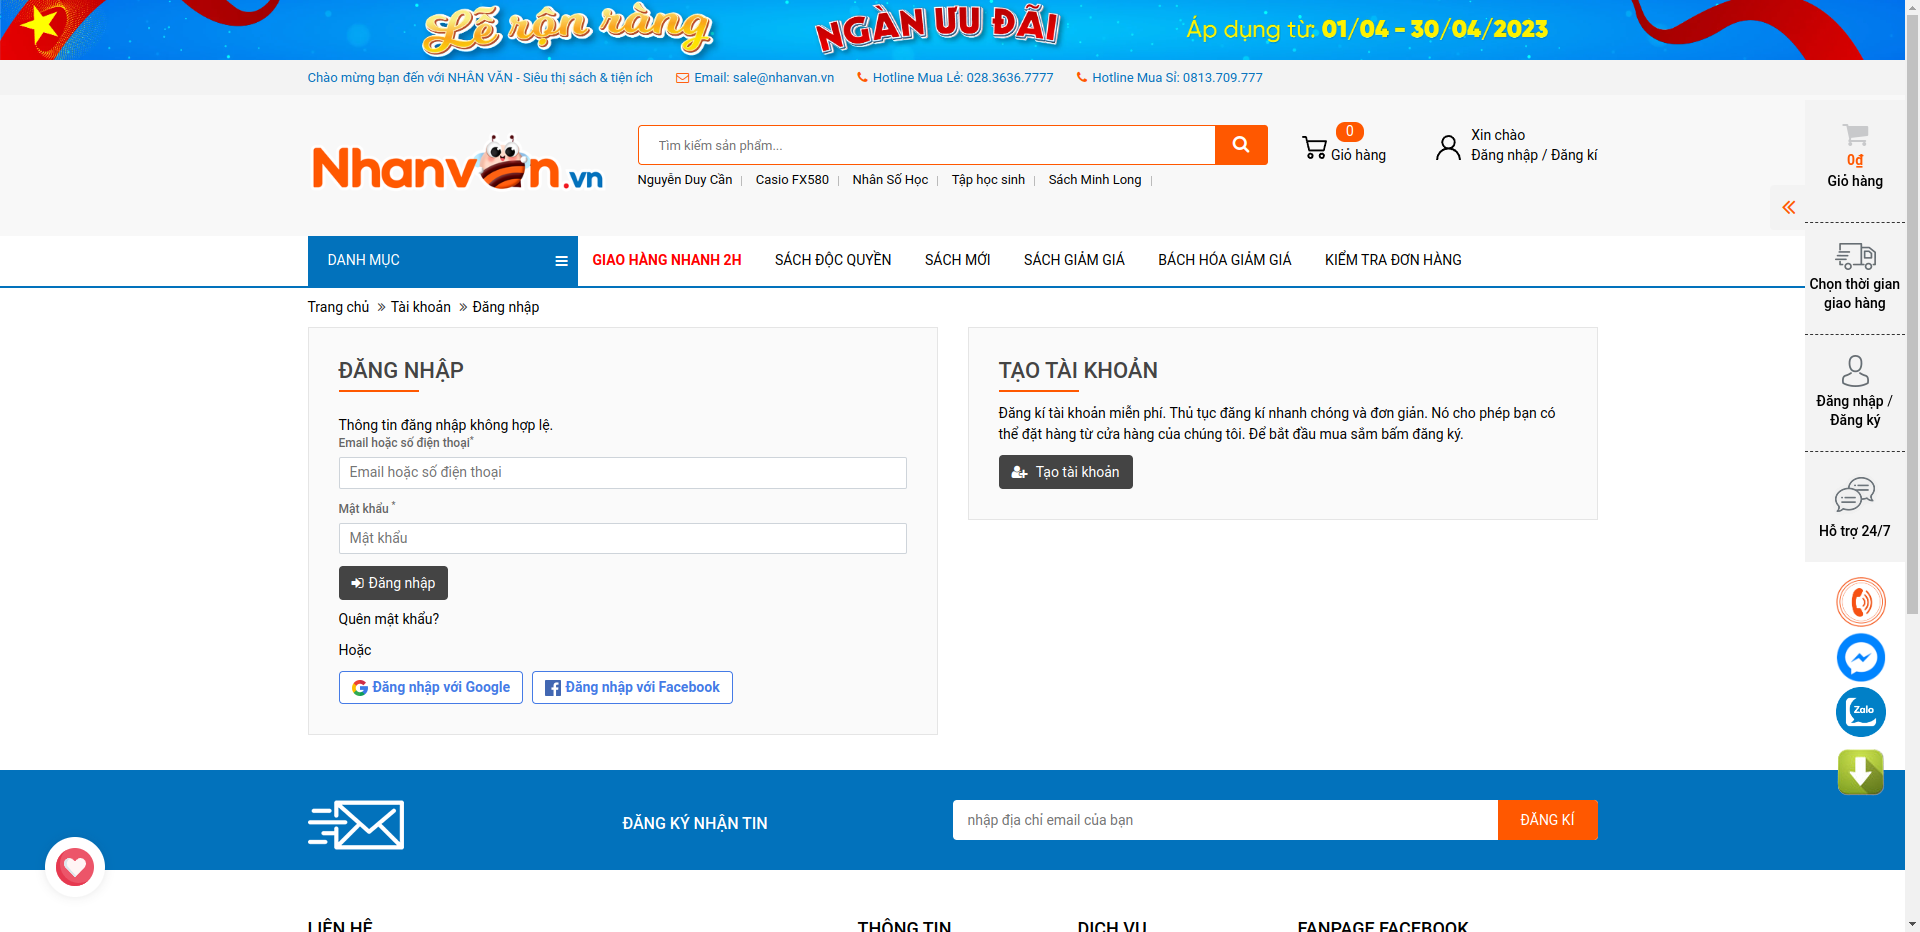 Lễ rộn ràng
NGÀN ƯU ĐÃI
Áp dụng từ: 01/04 - 30/04/2023
Chào mừng bạn đến với NHÂN VĂN - Siêu thị sách & tiện ích
Email: sale@nhanvan.vn
Hotline Mua Lẻ: 028.3636.7777
Hotline Mua Sỉ: 0813.709.777
Nhanvan.vn
Tìm kiếm sản phẩm...
Nguyễn Duy Cần
Casio FX580
Nhân Số Học
Tập học sinh
Sách Minh Long
0
Giỏ hàng
Xin chào
Đăng nhập / Đăng kí
0₫
Giỏ hàng
DANH MỤC
GIAO HÀNG NHANH 2H
SÁCH ĐỘC QUYỀN
SÁCH MỚI
SÁCH GIẢM GIÁ
BÁCH HÓA GIẢM GIÁ
KIỂM TRA ĐƠN HÀNG
Chọn thời gian
giao hàng
Đăng nhập /
Đăng ký
Hỗ trợ 24/7
Zalo
Trang chủ
Tài khoản
Đăng nhập
ĐĂNG NHẬP
Thông tin đăng nhập không hợp lệ.
Email hoặc số điện thoại*
Email hoặc số điện thoại
Mật khẩu *
Mật khẩu
Đăng nhập
Quên mật khẩu?
Hoặc
Đăng nhập với Google
Đăng nhập với Facebook
TẠO TÀI KHOẢN
Đăng kí tài khoản miễn phí. Thủ tục đăng kí nhanh chóng và đơn giản. Nó cho phép bạn có
thể đặt hàng từ cửa hàng của chúng tôi. Để bắt đầu mua sắm bấm đăng ký.
Tạo tài khoản
ĐĂNG KÝ NHẬN TIN
nhập địa chỉ email của bạn
ĐĂNG KÍ
LIÊN HỆ
THÔNG TIN
DỊCH VỤ
FANPAGE FACEBOOK